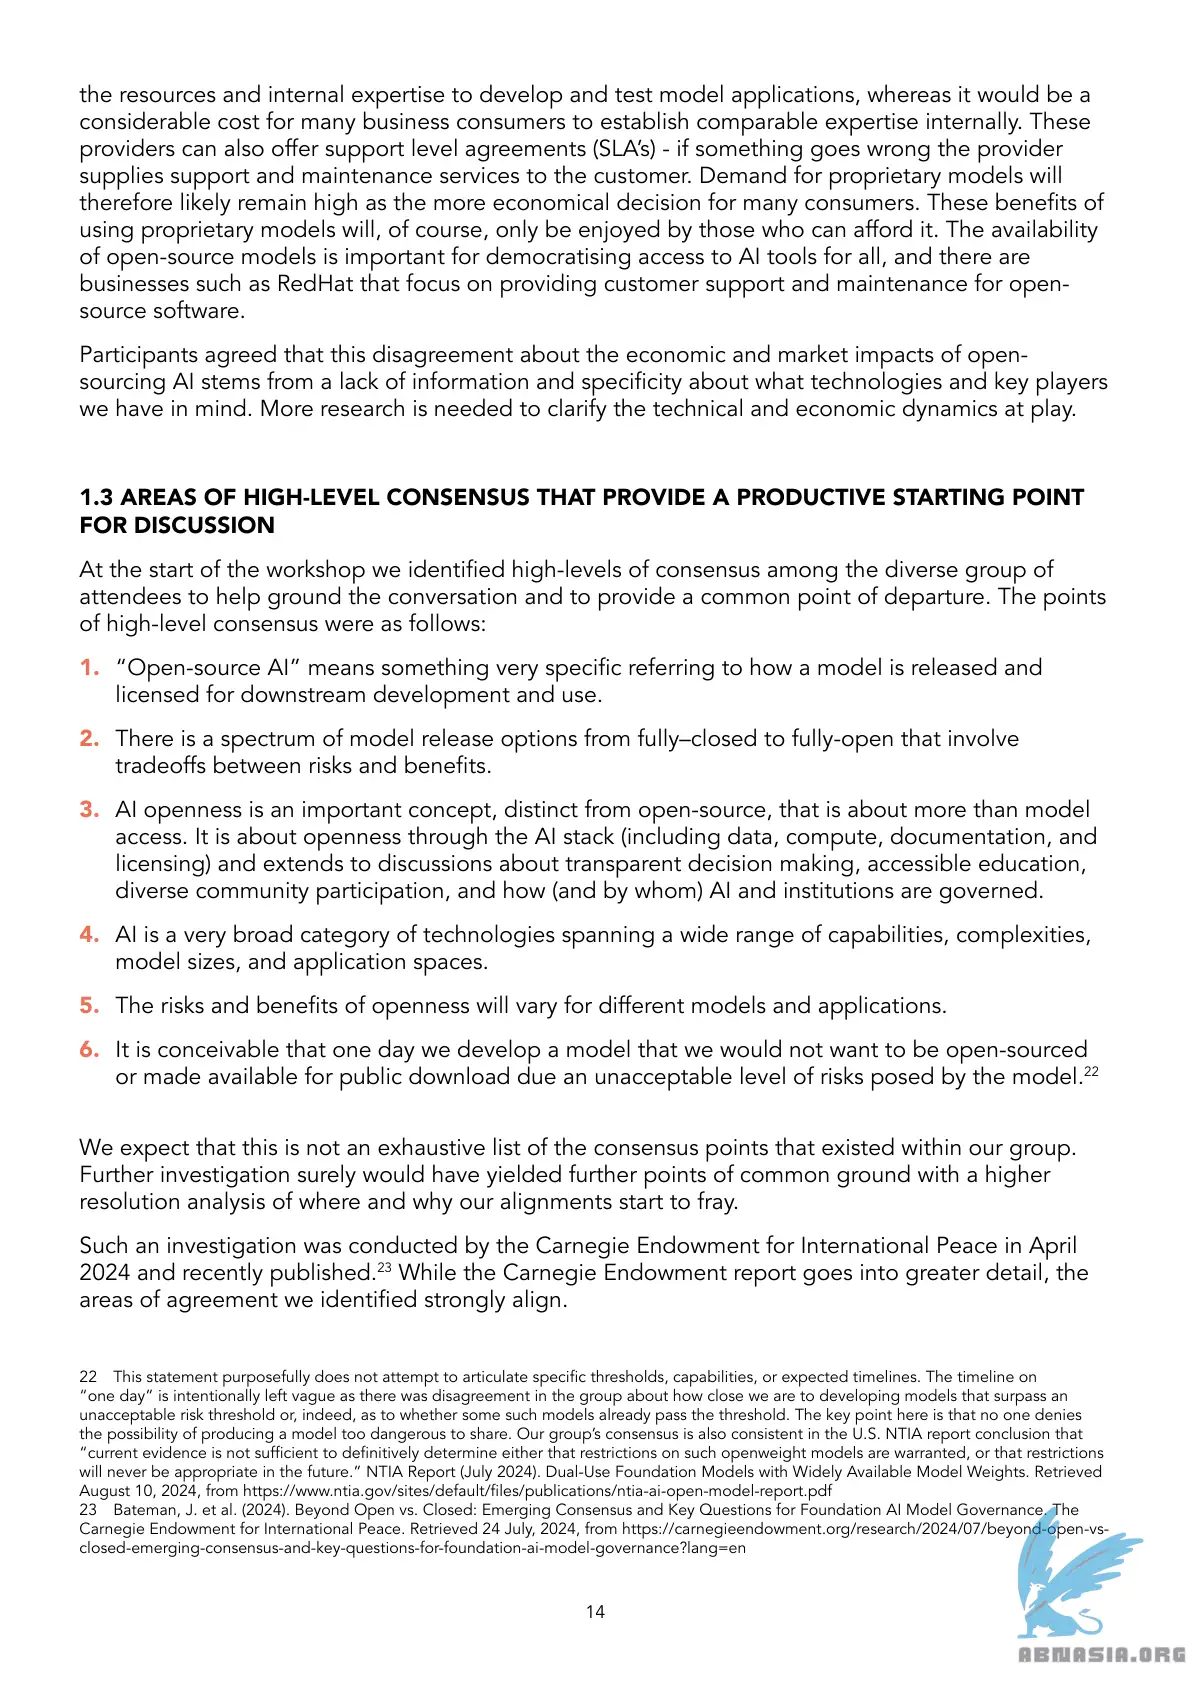 the resources and internal expertise to develop and test model applications, whereas it would be a
considerable cost for many business consumers to establish comparable expertise internally. These
providers can also offer support level agreements (SLA’s) - if something goes wrong the provider
supplies support and maintenance services to the customer. Demand for proprietary models will
therefore likely remain high as the more economical decision for many consumers. These benefits of
using proprietary models will, of course, only be enjoyed by those who can afford it. The availability
of open-source models is important for democratising access to AI tools for all, and there are
businesses such as RedHat that focus on providing customer support and maintenance for open-
source software.
Participants agreed that this disagreement about the economic and market impacts of open-
sourcing AI stems from a lack of information and specificity about what technologies and key players
we have in mind. More research is needed to clarify the technical and economic dynamics at play.
1.3 AREAS OF HIGH-LEVEL CONSENSUS THAT PROVIDE A PRODUCTIVE STARTING POINT
FOR DISCUSSION
At the start of the workshop we identified high-levels of consensus among the diverse group of
attendees to help ground the conversation and to provide a common point of departure. The points
of high-level consensus were as follows:
1. “Open-source AI” means something very specific referring to how a model is released and
licensed for downstream development and use.
2. There is a spectrum of model release options from fully–closed to fully-open that involve
tradeoffs between risks and benefits.
3. AI openness is an important concept, distinct from open-source, that is about more than model
access. It is about openness through the AI stack (including data, compute, documentation, and
licensing) and extends to discussions about transparent decision making, accessible education,
diverse community participation, and how (and by whom) AI and institutions are governed.
4. AI is a very broad category of technologies spanning a wide range of capabilities, complexities,
model sizes, and application spaces.
5. The risks and benefits of openness will vary for different models and applications.
6. It is conceivable that one day we develop a model that we would not want to be open-sourced
or made available for public download due an unacceptable level of risks posed by the model.22
We expect that this is not an exhaustive list of the consensus points that existed within our group.
Further investigation surely would have yielded further points of common ground with a higher
resolution analysis of where and why our alignments start to fray.
Such an investigation was conducted by the Carnegie Endowment for International Peace in April
2024 and recently published.23 While the Carnegie Endowment report goes into greater detail, the
areas of agreement we identified strongly align.
22 This statement purposefully does not attempt to articulate specific thresholds, capabilities, or expected timelines. The timeline on
“one day” is intentionally left vague as there was disagreement in the group about how close we are to developing models that surpass an
unacceptable risk threshold or, indeed, as to whether some such models already pass the threshold. The key point here is that no one denies
the possibility of producing a model too dangerous to share. Our group’s consensus is also consistent in the U.S. NTIA report conclusion that
“current evidence is not sufficient to definitively determine either that restrictions on such openweight models are warranted, or that restrictions
will never be appropriate in the future.” NTIA Report (July 2024). Dual-Use Foundation Models with Widely Available Model Weights. Retrieved
August 10, 2024, from https://www.ntia.gov/sites/default/files/publications/ntia-ai-open-model-report.pdf
23 Bateman, J. et al. (2024). Beyond Open vs. Closed: Emerging Consensus and Key Questions for Foundation AI Model Governance. The
Carnegie Endowment for International Peace. Retrieved 24 July, 2024, from https://carnegieendowment.org/research/2024/07/beyond-open-vs-
closed-emerging-consensus-and-key-questions-for-foundation-ai-model-governance?lang=en
14
ABNASIA.ORG